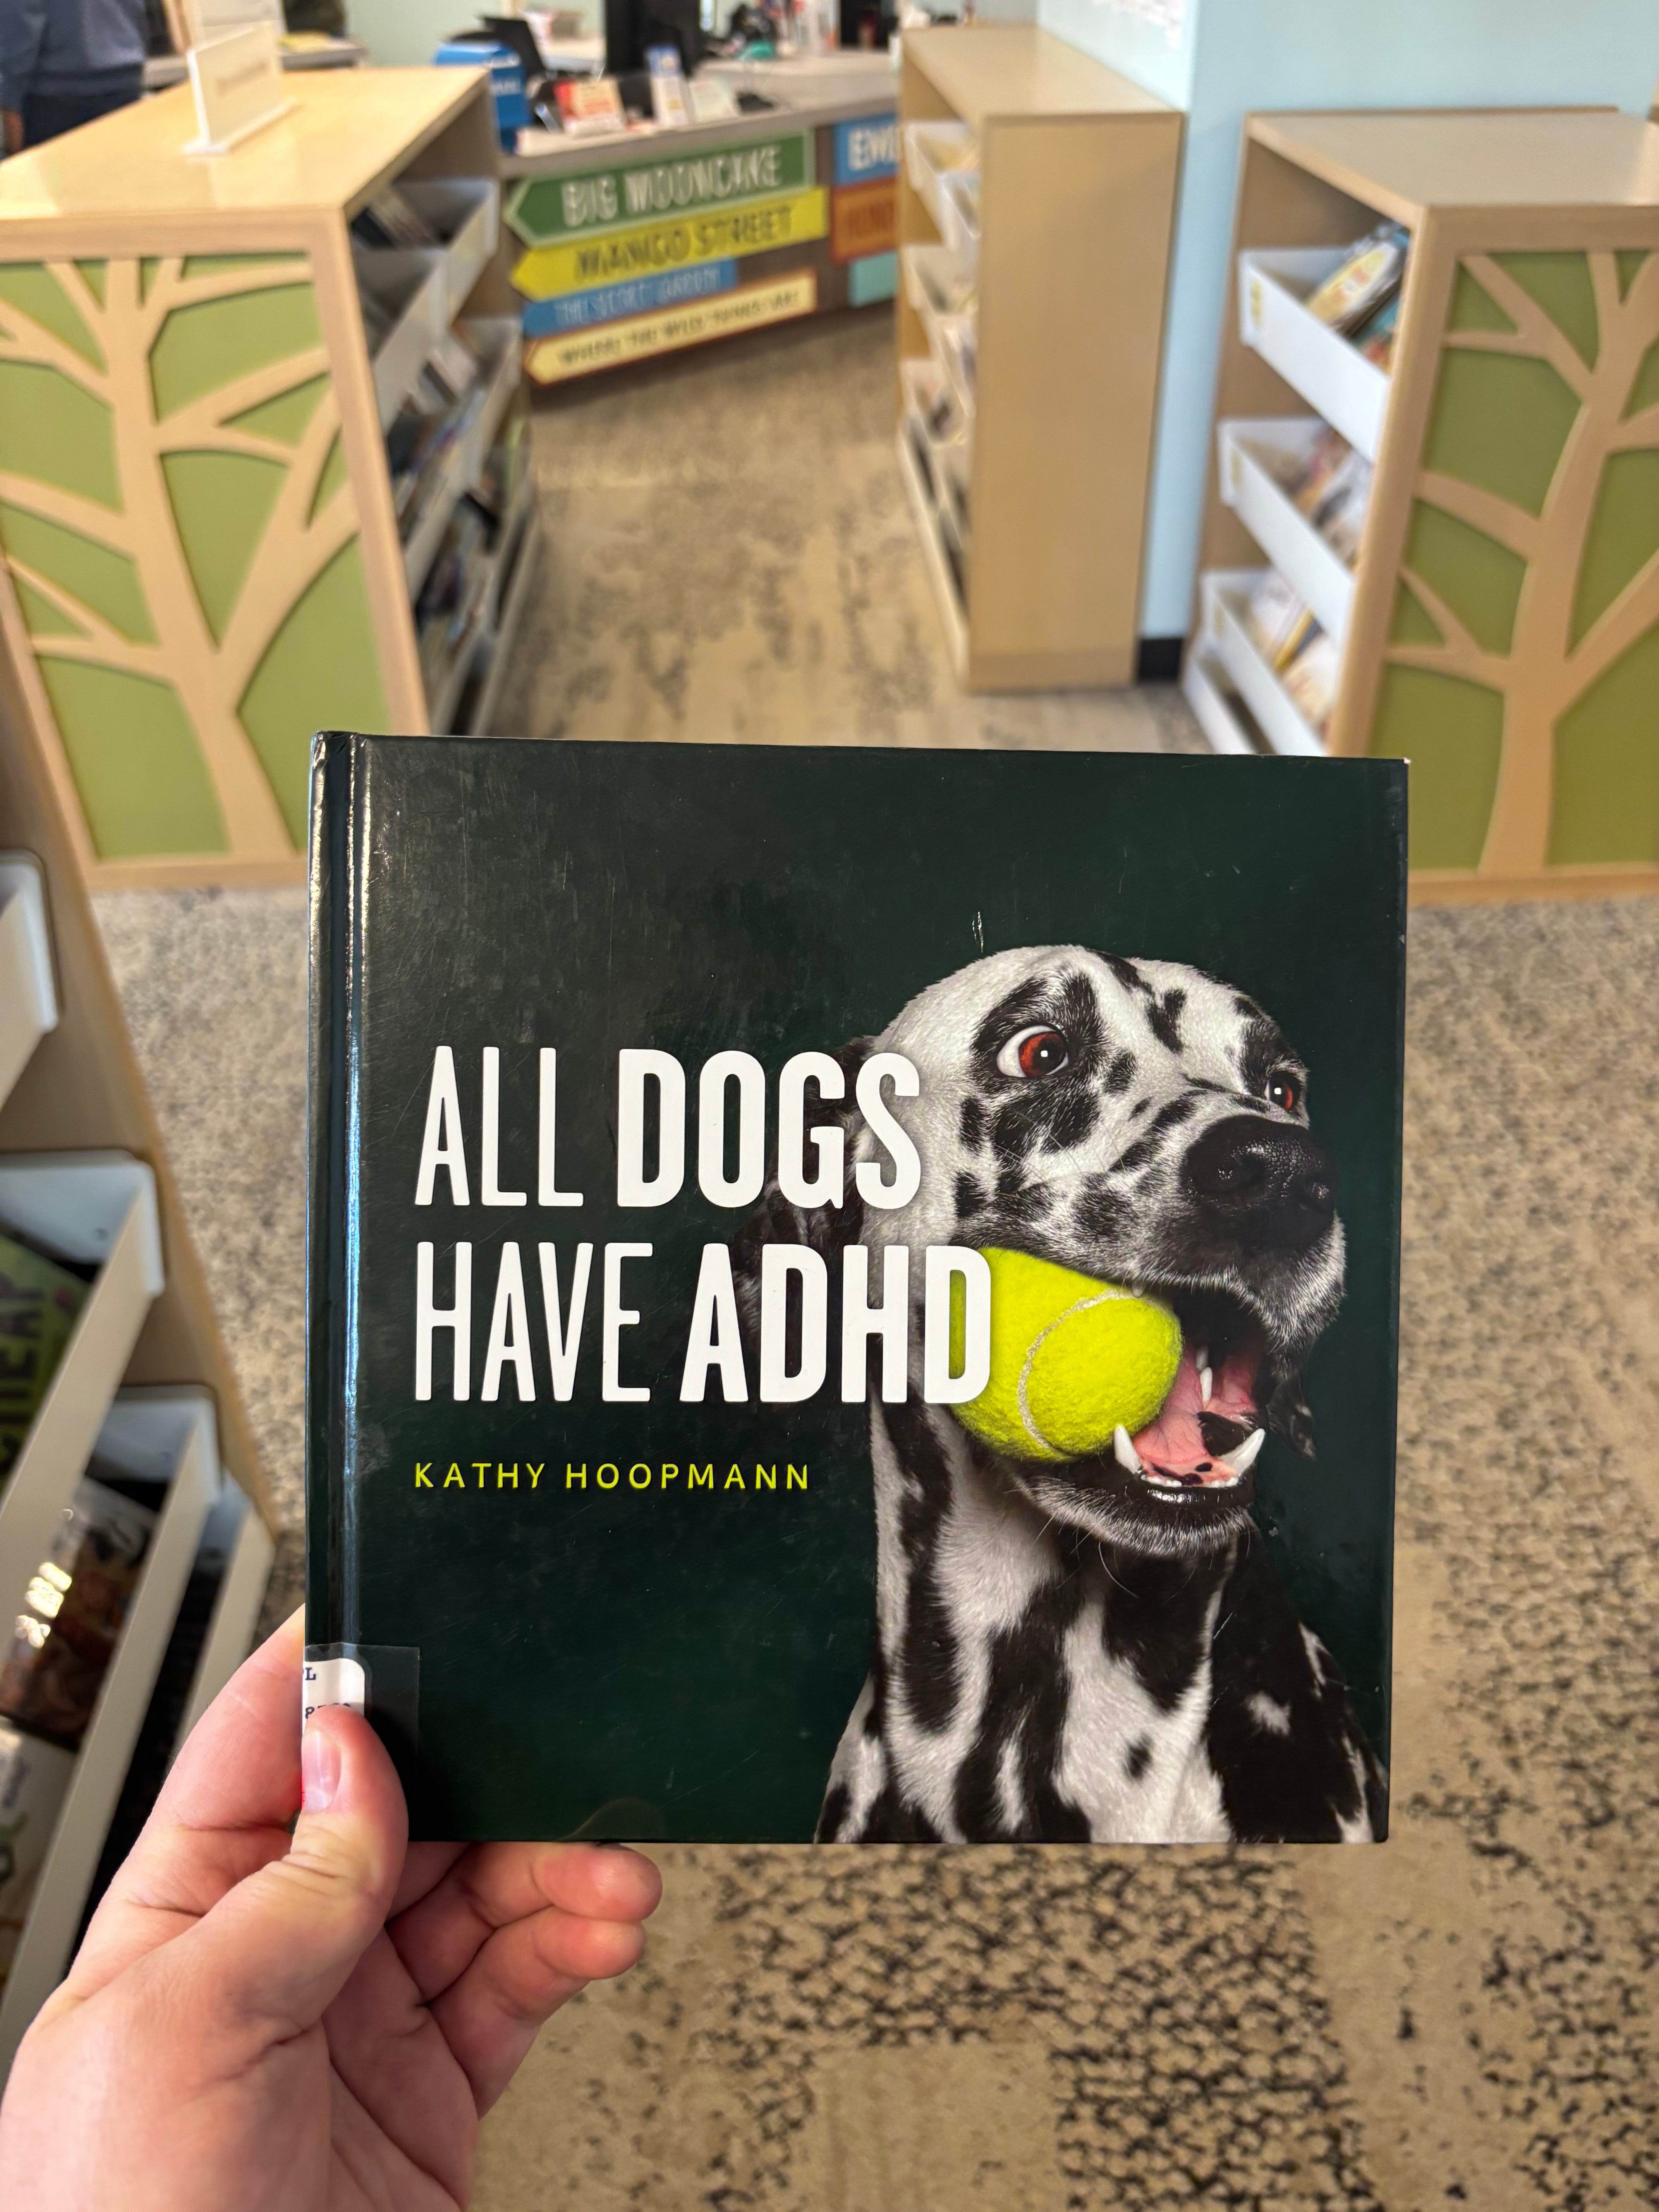 BIG MOONCAKE
MANGO STREET
THE SECRET GARDEN
WHERE THE WILD THINGS ARE
ALL DOGS
HAVE ADHD
KATHY HOOPMANN